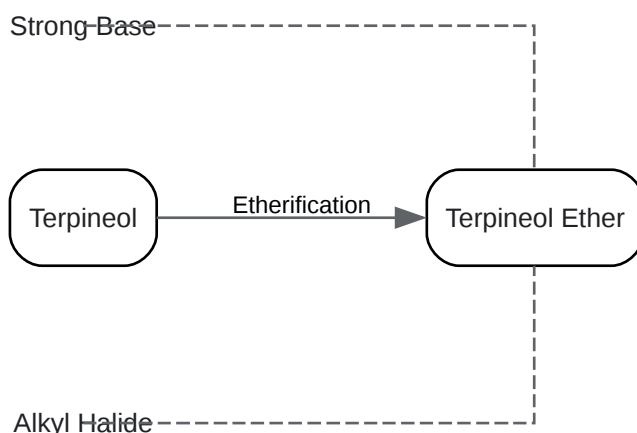 Strong Base
Terpineol
Etherification
Terpineol Ether
Alkyl Halide